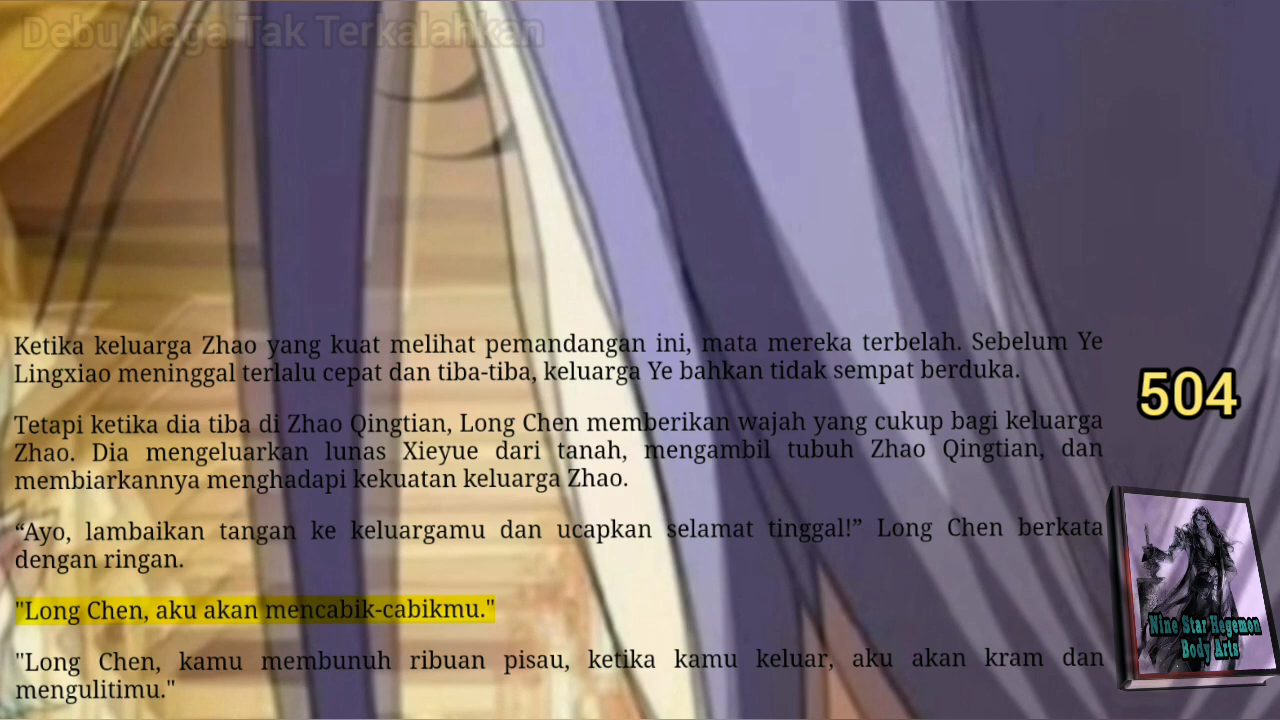 Debu Naga Tak Terkalahkan
Ketika keluarga Zhao yang kuat melihat pemandangan ini, mata mereka terbelah. Sebelum Ye
Lingxiao meninggal terlalu cepat dan tiba-tiba, keluarga Ye bahkan tidak sempat berduka.
Tetapi ketika dia tiba di Zhao Qingtian, Long Chen memberikan wajah yang cukup bagi keluarga
Zhao. Dia mengeluarkan lunas Xieyue dari tanah, mengambil tubuh Zhao Qingtian, dan
membiarkannya menghadapi kekuatan keluarga Zhao.
“Ayo, lambaikan tangan ke keluargamu dan ucapkan selamat tinggal!” Long Chen berkata
dengan ringan.
"Long Chen, aku akan mencabik-cabikmu."
"Long Chen, kamu membunuh ribuan pisau, ketika kamu keluar, aku akan kram dan
mengulitimu."
504
Nine Star Hegemon
Body Arts